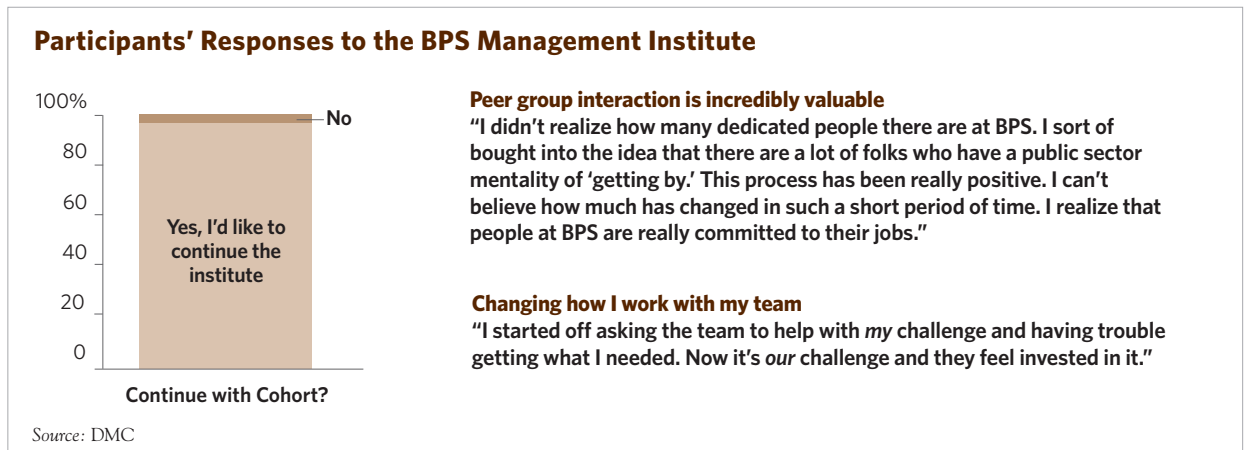 Participants’ Responses to the BPS Management Institute
100%
80
60
40
20
0
No
Yes, I’d like to
continue the
institute
Continue with Cohort?
Peer group interaction is incredibly valuable
“I didn’t realize how many dedicated people there are at BPS. I sort of
bought into the idea that there are a lot of folks who have a public sector
mentality of ‘getting by.’ This process has been really positive. I can’t
believe how much has changed in such a short period of time. I realize that
people at BPS are really committed to their jobs.”
Changing how I work with my team
“I started off asking the team to help with my challenge and having trouble
getting what I needed. Now it’s our challenge and they feel invested in it.”
Source: DMC